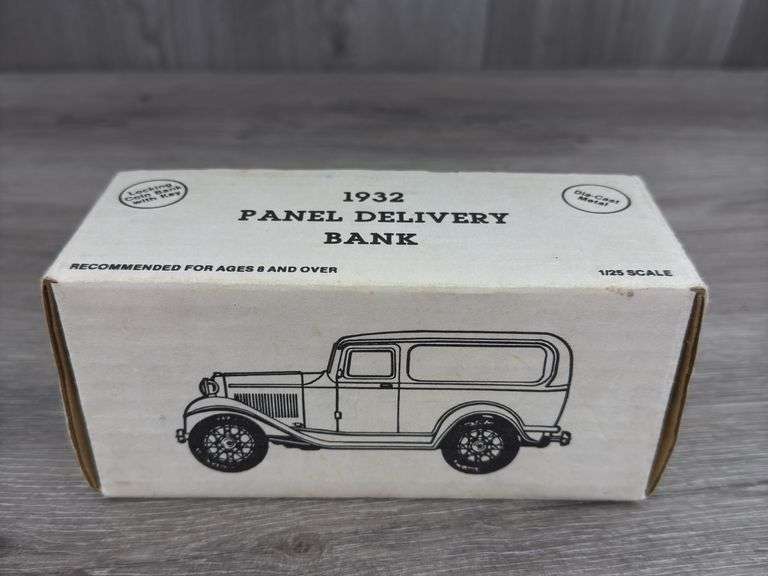 Locking
Coin Bank
with Key
1932
PANEL DELIVERY
BANK
Die-Cast
Metal
RECOMMENDED FOR AGES 8 AND OVER
1/25 SCALE